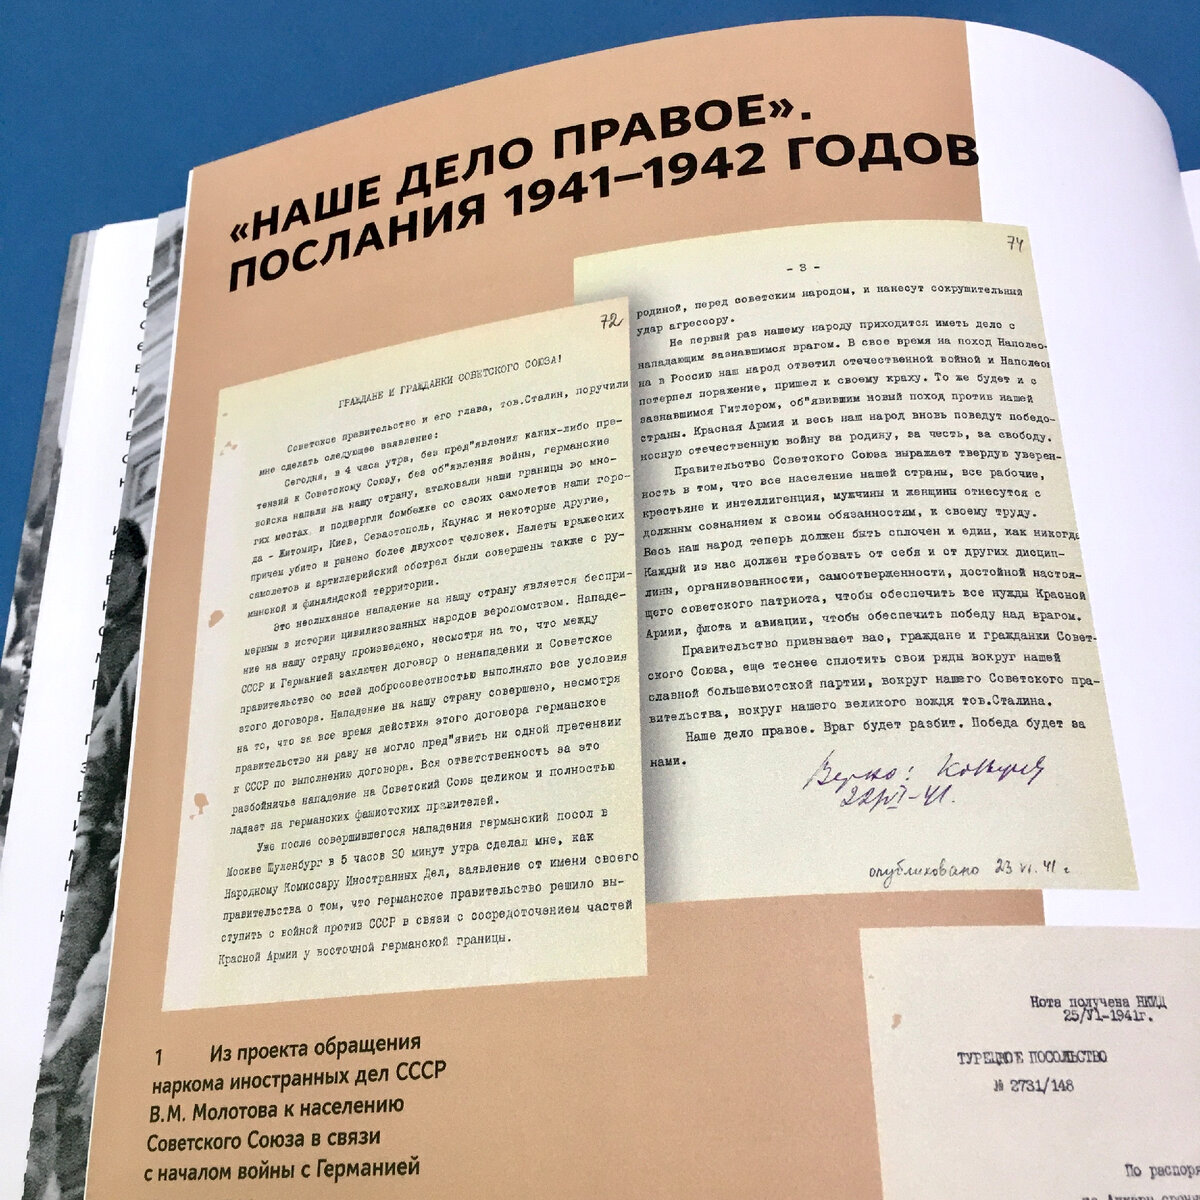 «НАШЕ ДЕЛО ПРАВОЕ».
ПОСЛАНИЯ 1941–1942 ГОДОВ
72
ГРАЖДАНЕ И ГРАЖДАНКИ СОВЕТСКОГО СОЮЗА!
Советское правительство и его глава, тов.Сталин, поручили
мне сделать следующее заявление:
Сегодня, в 4 часа утра, без пред"явления каких-либо пре-
тензий к Советскому Союзу, без об"явления войны, германские
войска напали на нашу страну, атаковали наши границы во мно-
гих местах и подвергли бомбежке со своих самолетов наши горо-
да - Житомир, Киев, Севастополь, Каунас и некоторые другие,
причем убито и ранено более двухсот человек. Налеты вражеских
самолетов и артиллерийский обстрел были совершены также с ру-
мынской и финляндской территории.
Это неслыханное нападение на нашу страну является беспри-
мерным в истории цивилизованных народов вероломством. Нападе-
ние на нашу страну произведено, несмотря на то, что между
СССР и Германией заключен договор о ненападении и Советское
правительство со всей добросовестностью выполняло все условия
этого договора. Нападение на нашу страну совершено, несмотря
на то, что за все время действия этого договора германское
правительство ни разу не могло пред"явить ни одной претензии
к СССР по выполнению договора. Вся ответственность за это
разбойничье нападение на Советский Союз целиком и полностью
падает на германских фашистских правителей.
Уже после совершившегося нападения германский посол в
Москве Шуленбург в 5 часов 30 минут утра сделал мне, как
Народному Комиссару Иностранных Дел, заявление от имени своего
правительства о том, что германское правительство решило вы-
ступить с войной против СССР в связи с сосредоточением частей
Красной Армии у восточной германской границы.
74
- 3 -
родиной, перед советским народом, и нанесут сокрушительный
удар агрессору.
Не первый раз нашему народу приходится иметь дело с
нападающим зазнавшимся врагом. В свое время на поход Наполео-
на в Россию наш народ ответил отечественной войной и Наполеон
потерпел поражение, пришел к своему краху. То же будет и с
зазнавшимся Гитлером, об"явившим новый поход против нашей
страны. Красная Армия и весь наш народ вновь поведут победо-
носную отечественную войну за родину, за честь, за свободу.
Правительство Советского Союза выражает твердую уверен-
ность в том, что все население нашей страны, все рабочие,
крестьяне и интеллигенция, мужчины и женщины отнесутся с
должным сознанием к своим обязанностям, к своему труду.
Весь наш народ теперь должен быть сплочен и един, как никогда
Каждый из нас должен требовать от себя и от других дисцип-
лины, организованности, самоотверженности, достойной настоя-
щего советского патриота, чтобы обеспечить все нужды Красной
Армии, флота и авиации, чтобы обеспечить победу над врагом.
Правительство призывает вас, граждане и гражданки Совет-
ского Союза, еще теснее сплотить свои ряды вокруг нашей
славной большевистской партии, вокруг нашего Советского пра-
вительства, вокруг нашего великого вождя тов.Сталина.
Наше дело правое. Враг будет разбит. Победа будет за
нами.
Верно:
22/VI-41.
опубликовано 23 VI. 41 г
1 Из проекта обращения
наркома иностранных дел СССР
В.М. Молотова к населению
Советского Союза в связи
с началом войны с Германией
Нота получена НКИД
25/VI-1941г.
ТУРЕЦКОЕ ПОСОЛЬСТВО
№ 2731/148
По распоря